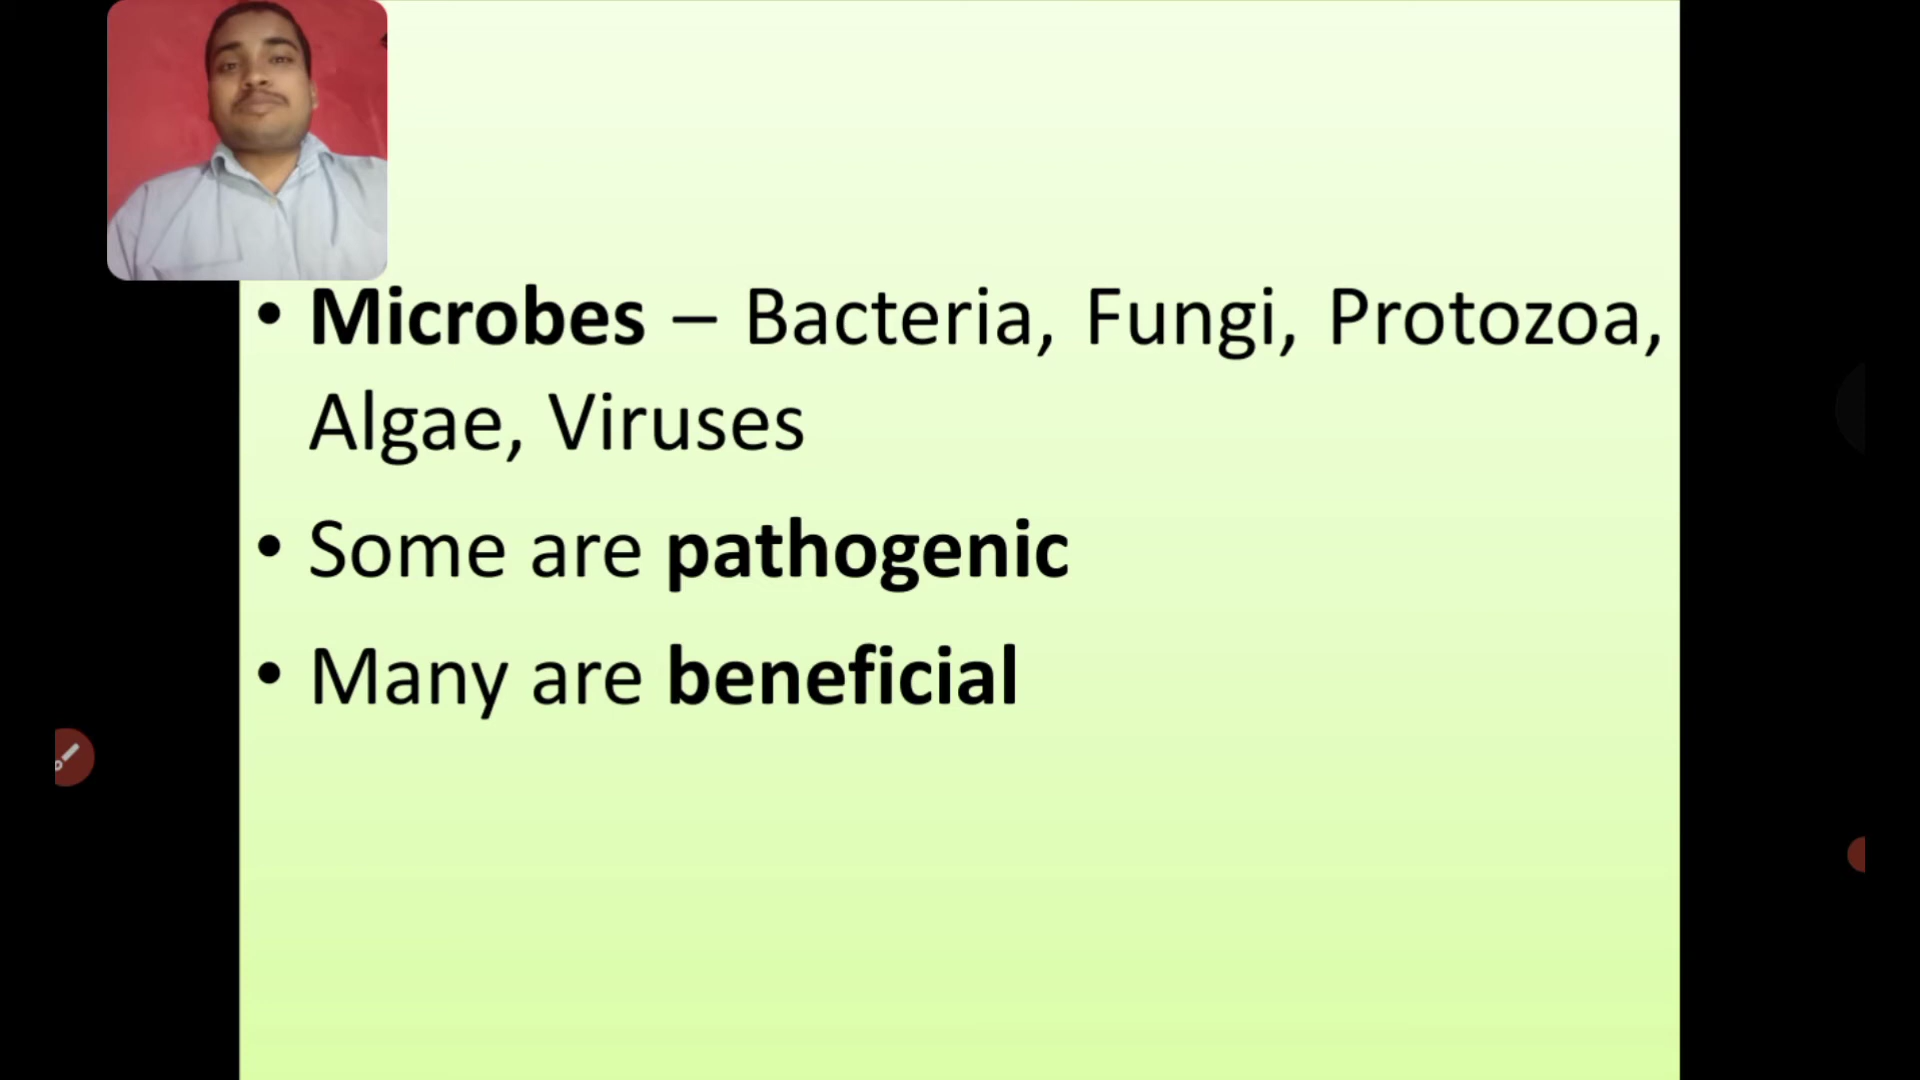 • Microbes – Bacteria, Fungi, Protozoa,
Algae, Viruses
• Some are pathogenic
• Many are beneficial